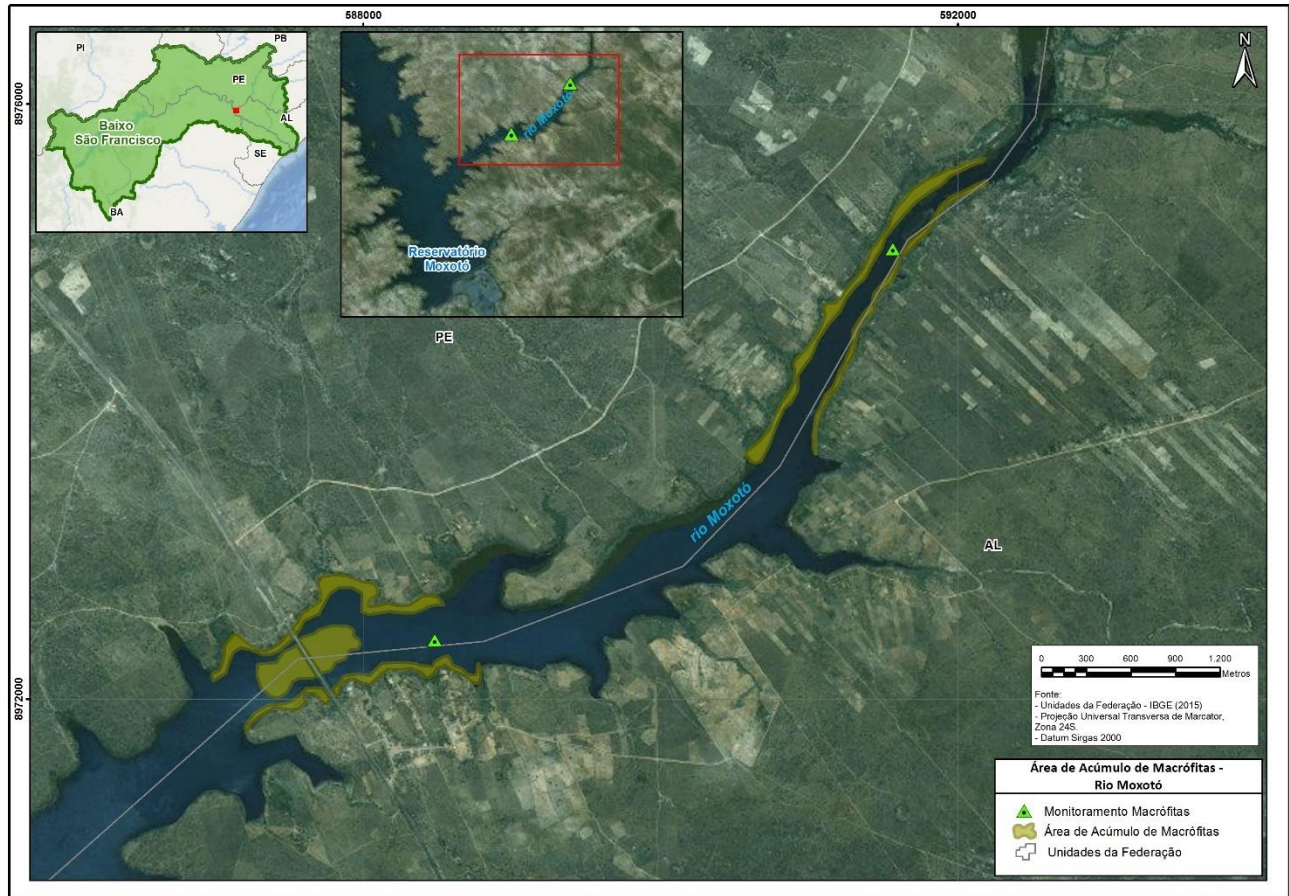 588000
592000
8976000
8972000
PI
PB
PE
AL
SE
BA
Baixo
São Francisco
rio Moxotó
Reservatório
Moxotó
N
PE
rio Moxotó
AL
0 300 600 900 1.200
Metros
Fonte:
- Unidades da Federação - IBGE (2015)
- Projeção Universal Transversa de Marcator,
Zona 24S.
- Datum Sirgas 2000
Área de Acúmulo de Macrófitas -
Rio Moxotó
Monitoramento Macrófitas
Área de Acúmulo de Macrófitas
Unidades da Federação